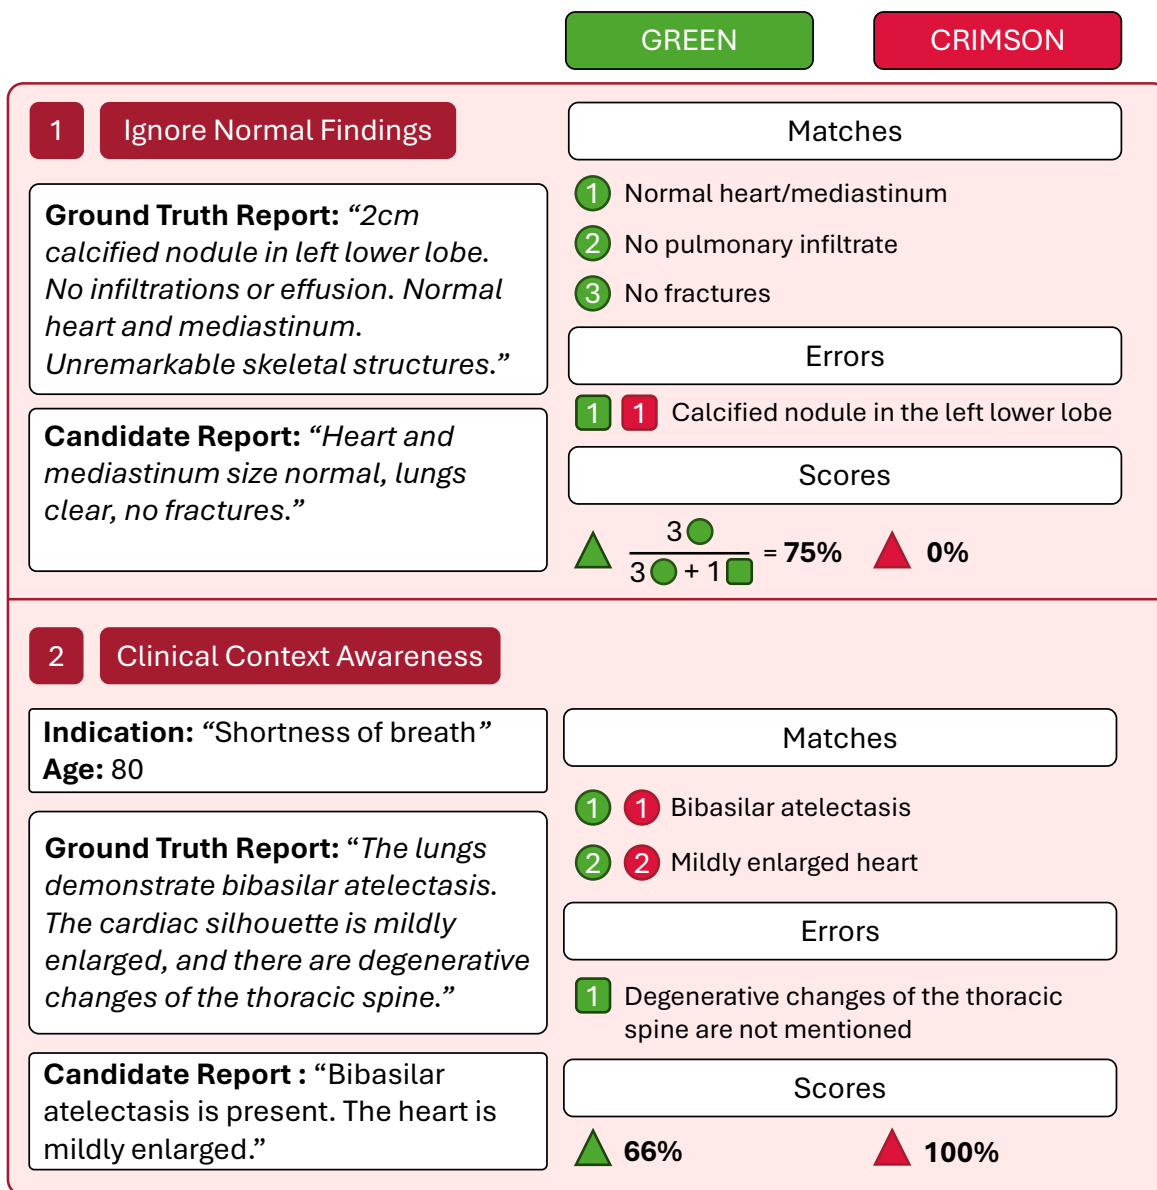 GREEN
CRIMSON
1
Ignore Normal Findings
Ground Truth Report: “2cm
calcified nodule in left lower lobe.
No infiltrations or effusion. Normal
heart and mediastinum.
Unremarkable skeletal structures.”
Candidate Report: “Heart and
mediastinum size normal, lungs
clear, no fractures.”
Matches
1 Normal heart/mediastinum
2 No pulmonary infiltrate
3 No fractures
Errors
1 1 Calcified nodule in the left lower lobe
Scores
3
3 + 1
= 75%
0%
2
Clinical Context Awareness
Indication: “Shortness of breath”
Age: 80
Ground Truth Report: “The lungs
demonstrate bibasilar atelectasis.
The cardiac silhouette is mildly
enlarged, and there are degenerative
changes of the thoracic spine.”
Candidate Report : “Bibasilar
atelectasis is present. The heart is
mildly enlarged.”
Matches
1 1 Bibasilar atelectasis
2 2 Mildly enlarged heart
Errors
1 Degenerative changes of the thoracic
spine are not mentioned
Scores
66%
100%